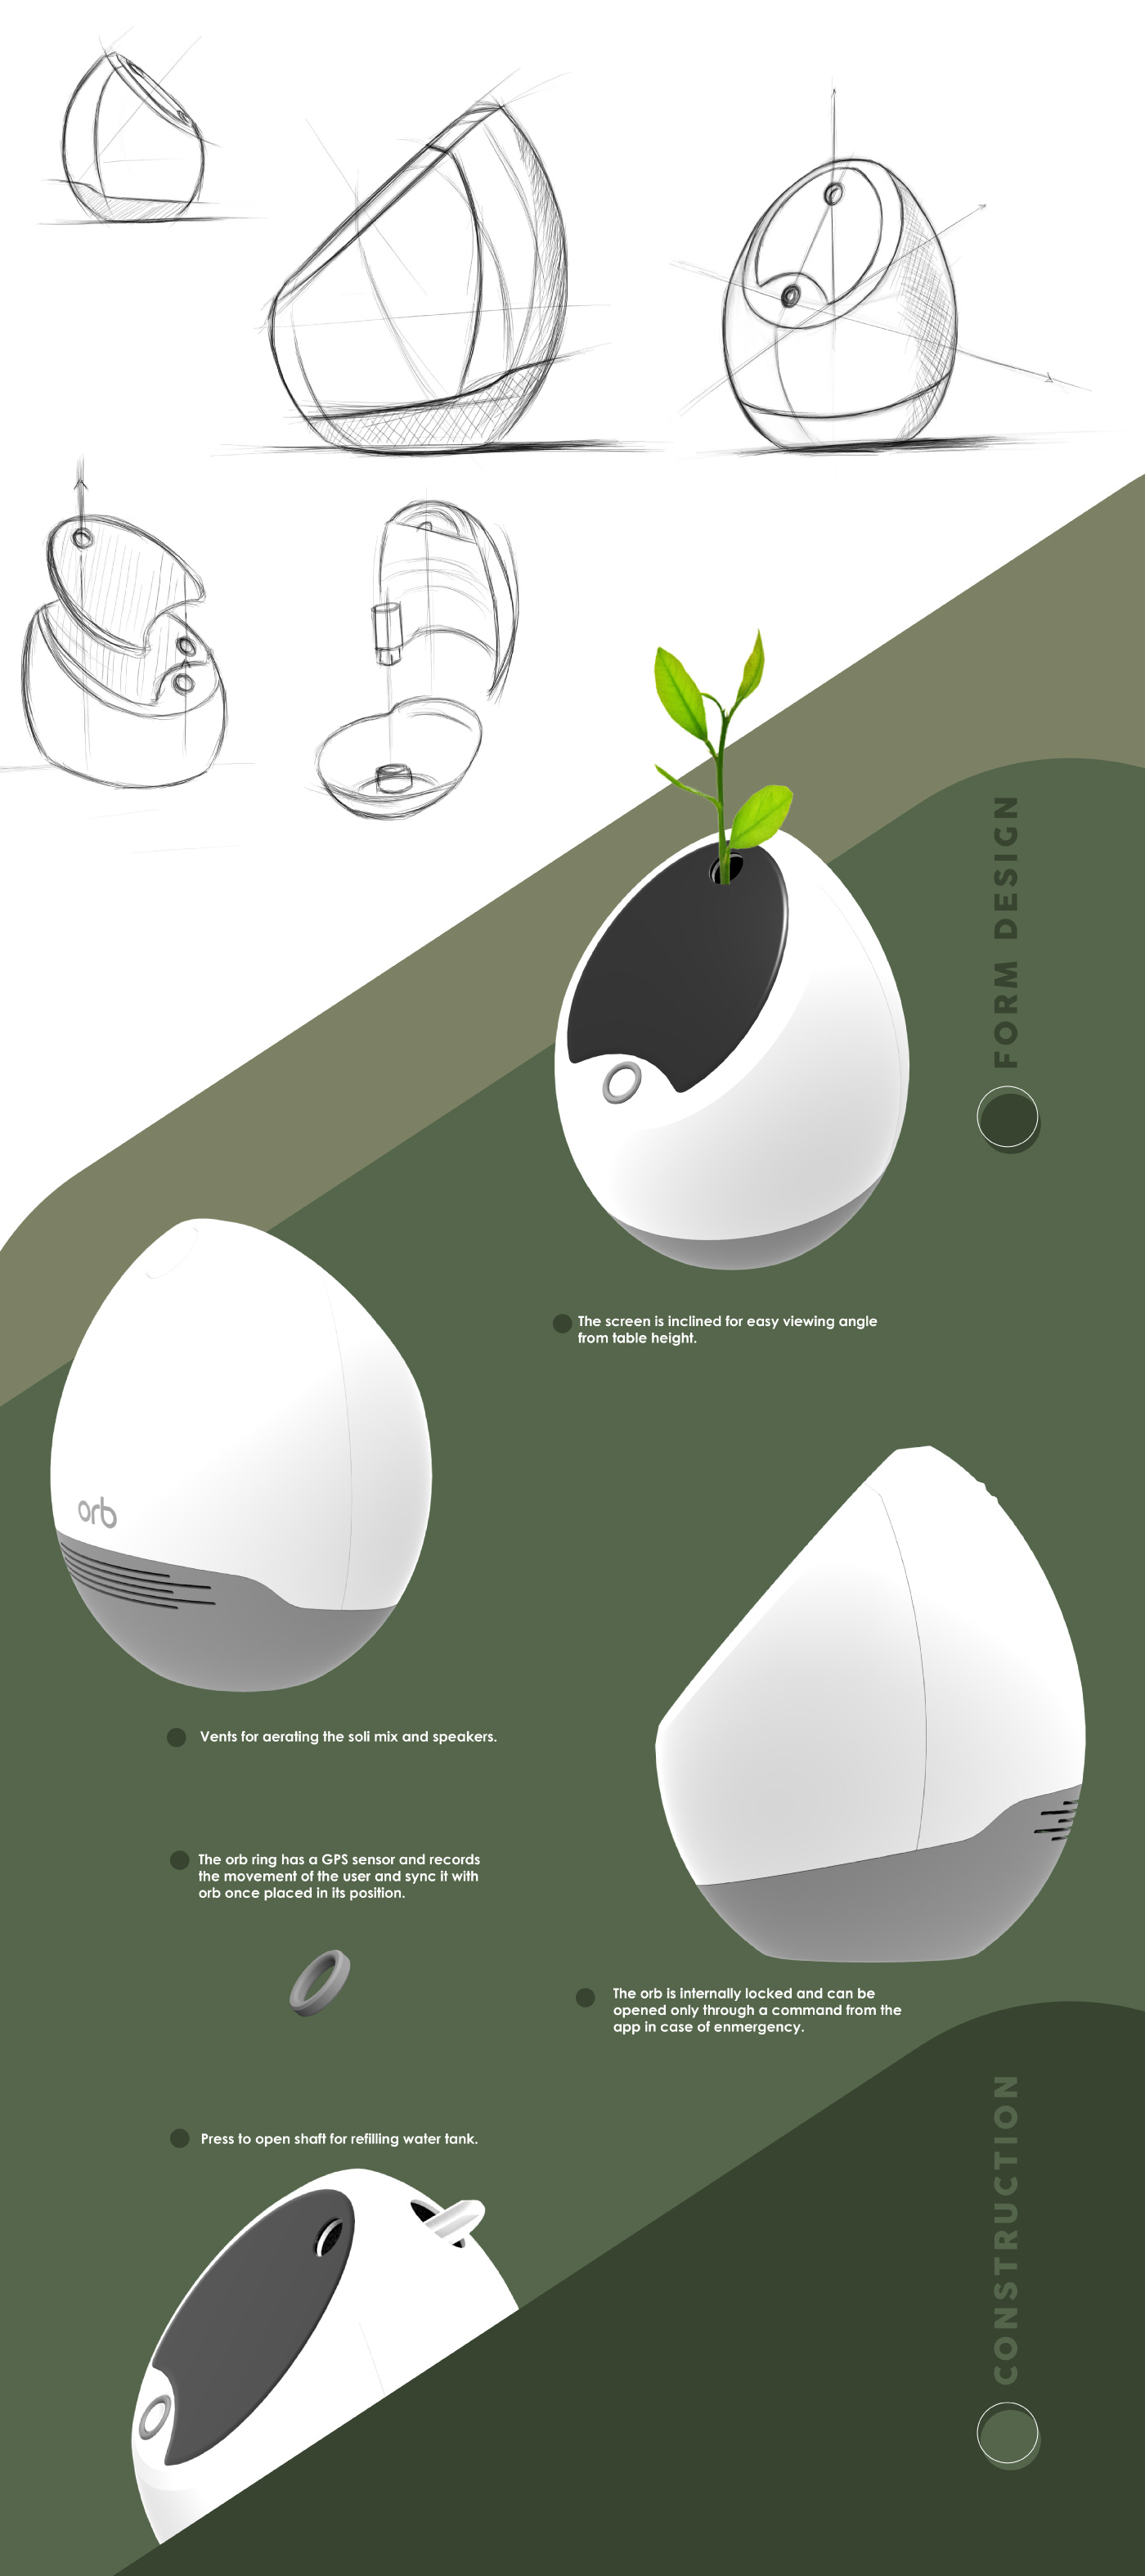 FORM DESIGN
The screen is inclined for easy viewing angle
from table height.
orb
Vents for aerating the soli mix and speakers.
The orb ring has a GPS sensor and records
the movement of the user and sync it with
orb once placed in its position.
The orb is internally locked and can be
opened only through a command from the
app in case of enmergency.
Press to open shaft for refilling water tank.
CONSTRUCTION